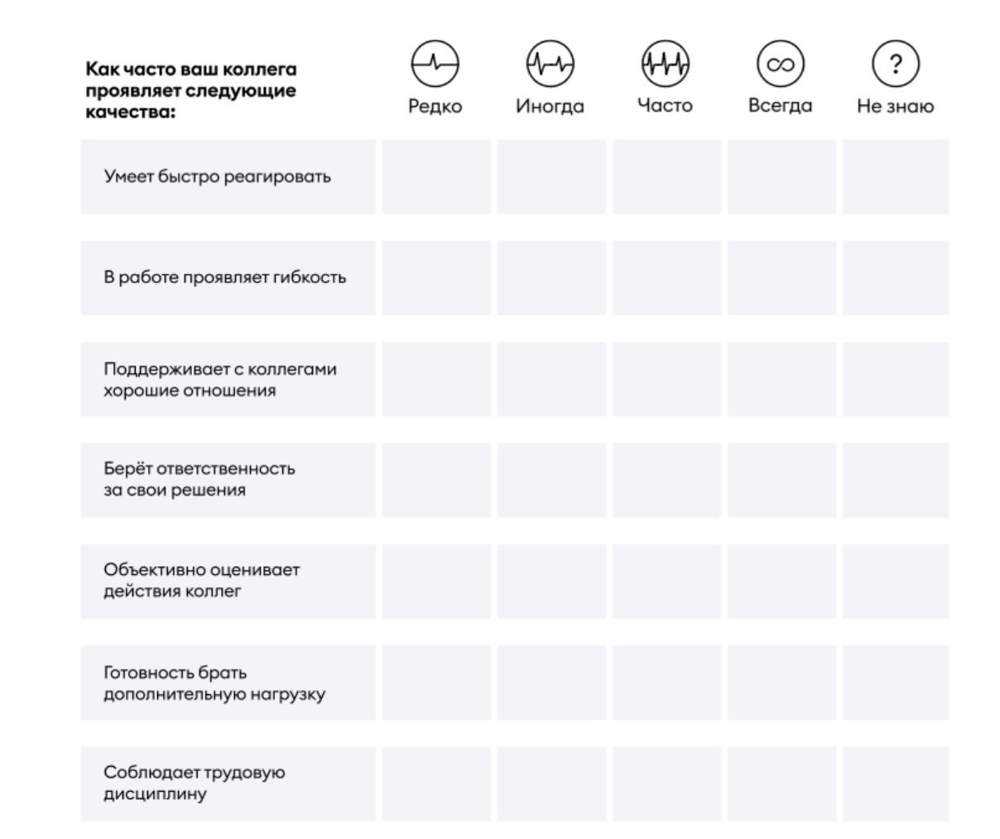 Как часто ваш коллега
проявляет следующие
качества:
Редко
Иногда
Часто
Всегда
?
Не знаю
Умеет быстро реагировать
В работе проявляет гибкость
Поддерживает с коллегами
хорошие отношения
Берёт ответственность
за свои решения
Объективно оценивает
действия коллег
Готовность брать
дополнительную нагрузку
Соблюдает трудовую
дисциплину